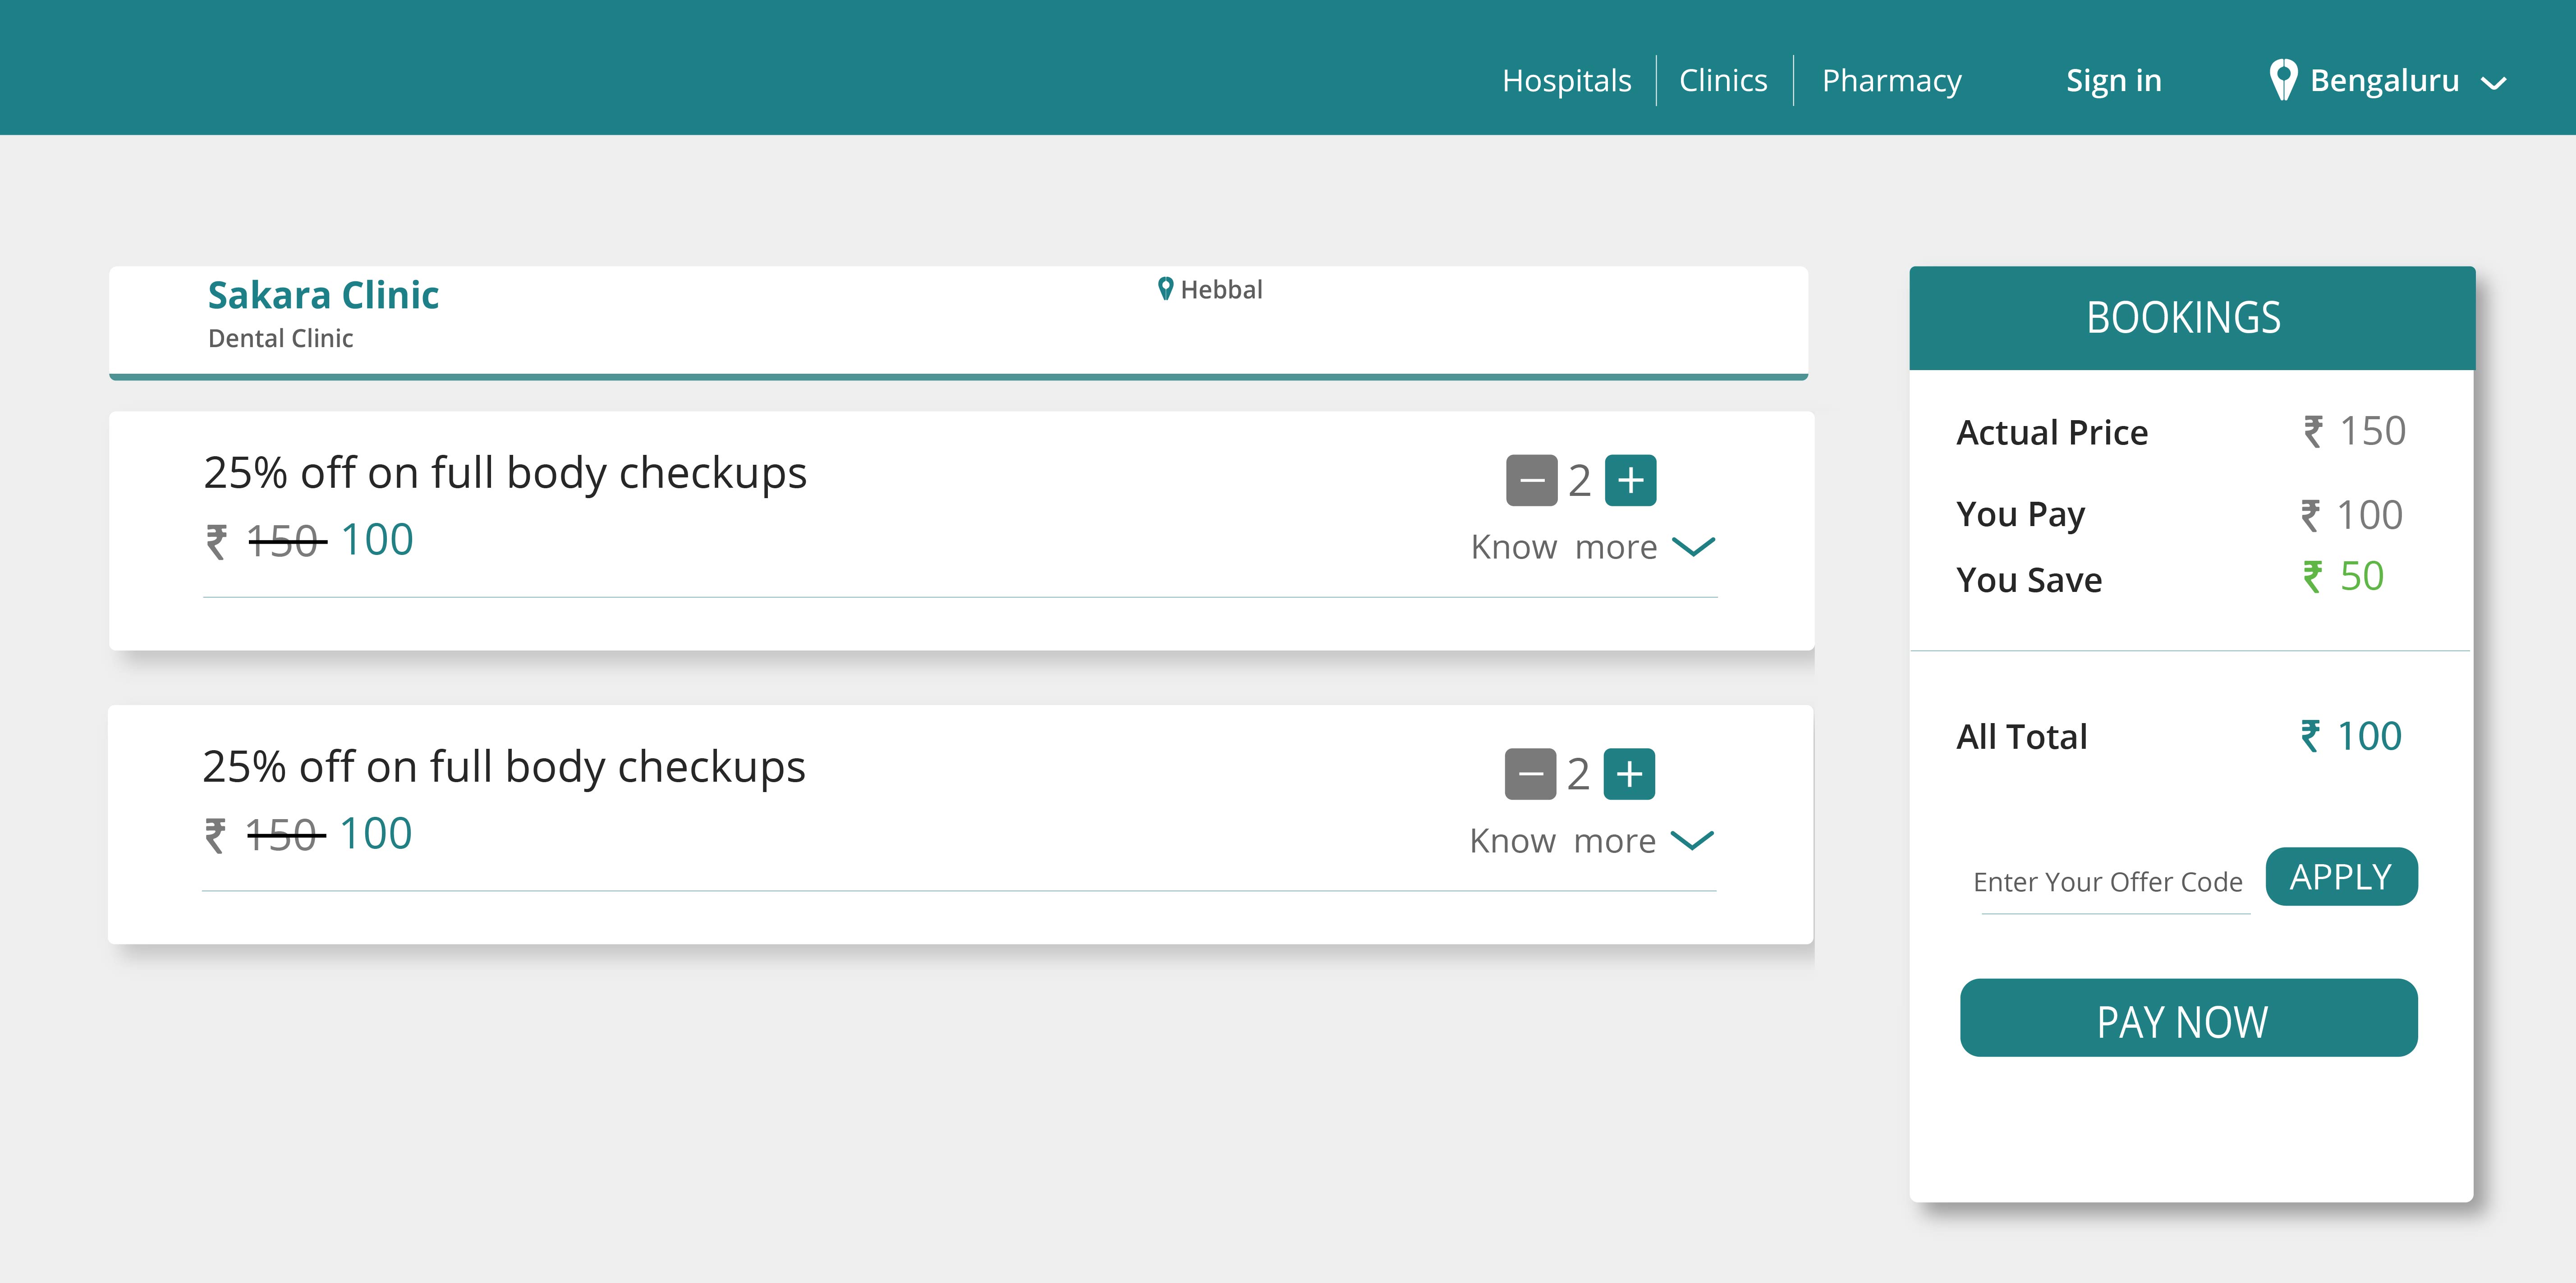 Hospitals Clinics Pharmacy Sign in Bengaluru
Sakara Clinic
Dental Clinic
Hebbal
25% off on full body checkups
₹ 150 100
− 2 +
Know more
25% off on full body checkups
₹ 150 100
− 2 +
Know more
BOOKINGS
Actual Price ₹ 150
You Pay ₹ 100
You Save ₹ 50
All Total ₹ 100
Enter Your Offer Code APPLY
PAY NOW